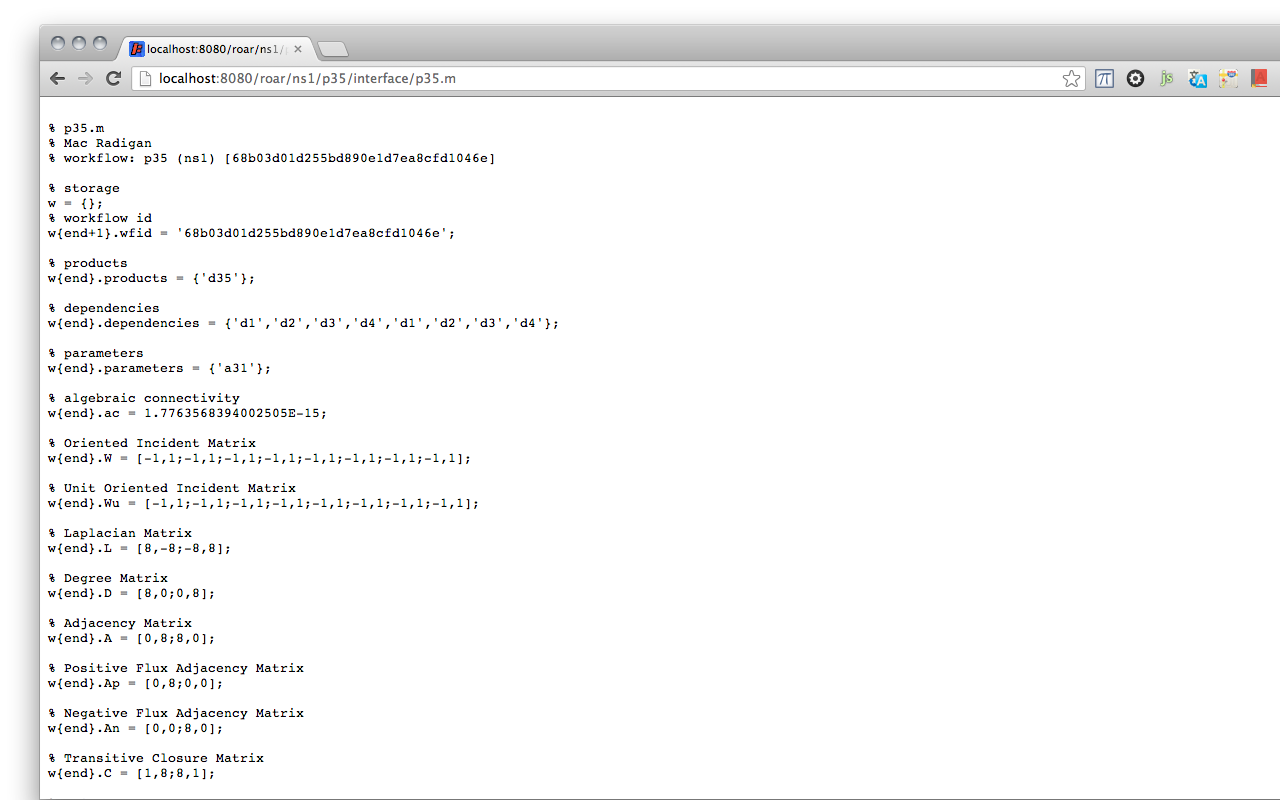 localhost:8080/roar/ns1/
localhost:8080/roar/ns1/p35/interface/p35.m
π
js
% p35.m
% Mac Radigan
% workflow: p35 (ns1) [68b03d01d255bd890e1d7ea8cfd1046e]
% storage
w = {};
% workflow id
w{end+1}.wfid = '68b03d01d255bd890e1d7ea8cfd1046e';
% products
w{end}.products = {'d35'};
% dependencies
w{end}.dependencies = {'d1','d2','d3','d4','d1','d2','d3','d4'};
% parameters
w{end}.parameters = {'a31'};
% algebraic connectivity
w{end}.ac = 1.7763568394002505E-15;
% Oriented Incident Matrix
w{end}.W = [-1,1;-1,1;-1,1;-1,1;-1,1;-1,1;-1,1;-1,1];
% Unit Oriented Incident Matrix
w{end}.Wu = [-1,1;-1,1;-1,1;-1,1;-1,1;-1,1;-1,1;-1,1];
% Laplacian Matrix
w{end}.L = [8,-8;-8,8];
% Degree Matrix
w{end}.D = [8,0;0,8];
% Adjacency Matrix
w{end}.A = [0,8;8,0];
% Positive Flux Adjacency Matrix
w{end}.Ap = [0,8;0,0];
% Negative Flux Adjacency Matrix
w{end}.An = [0,0;8,0];
% Transitive Closure Matrix
w{end}.C = [1,8;8,1];